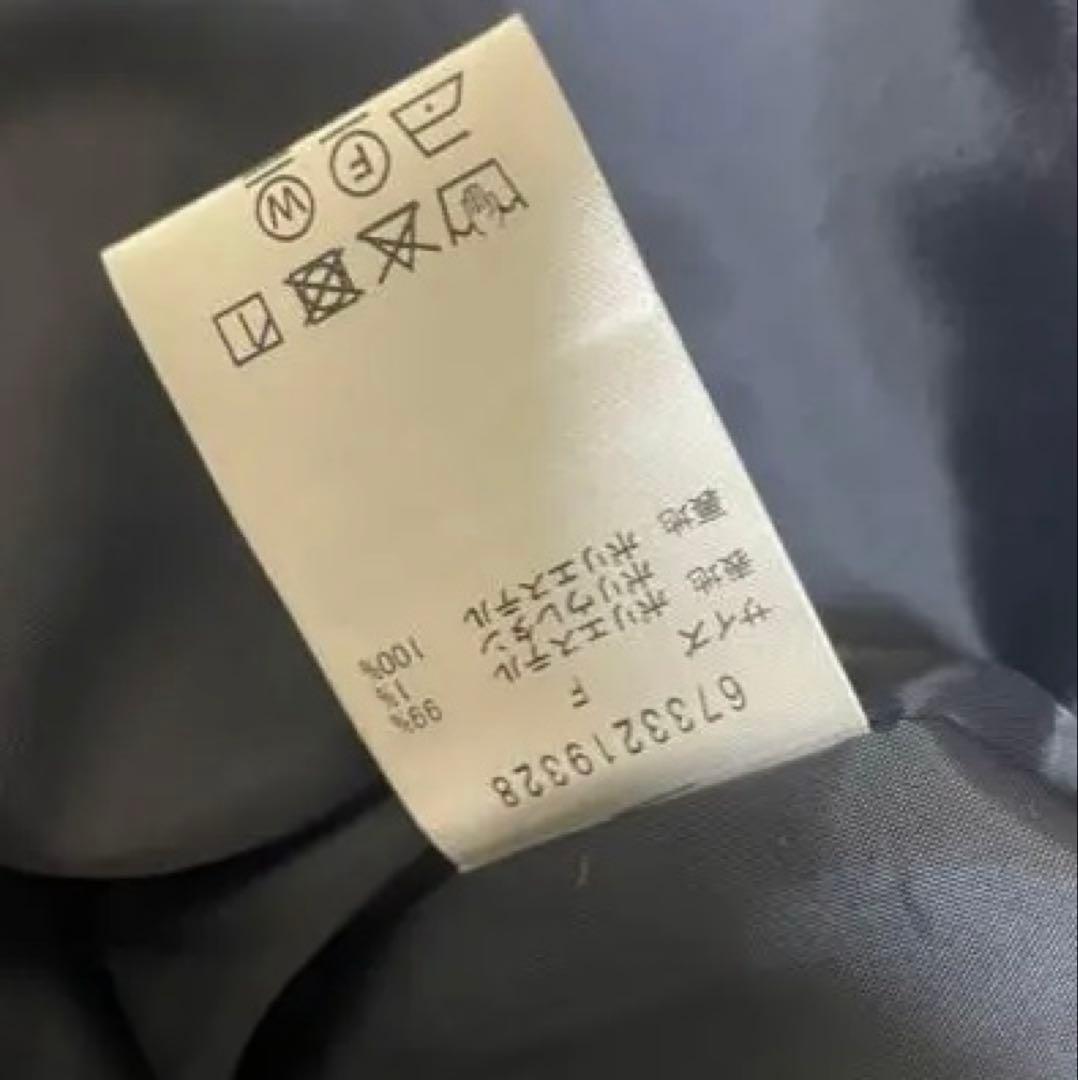 6733219328
サイズ F
表地 ポリエステル 99%
ポリウレタン 1%
裏地 ポリエステル 100%
F W